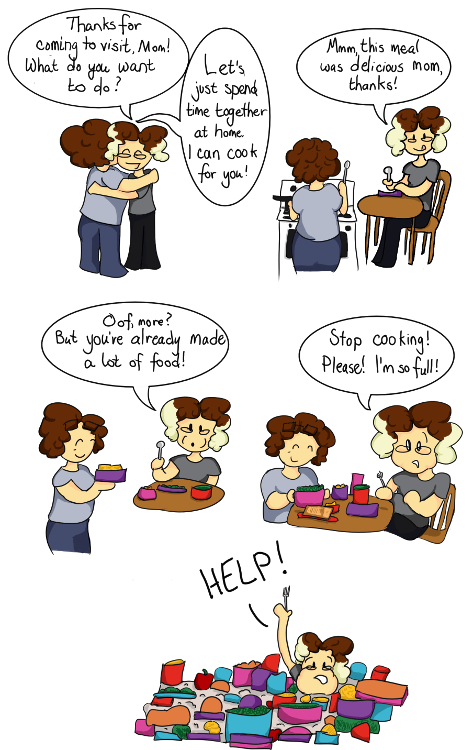 Thanks for
coming to visit, Mom!
What do you want
to do?
Let's
just spend
time together
at home.
I can cook
for you!
Mmm, this meal
was delicious mom,
thanks!
Oof, more?
But you've already made
a lot of food!
Stop cooking!
Please! I'm so full!
HELP!